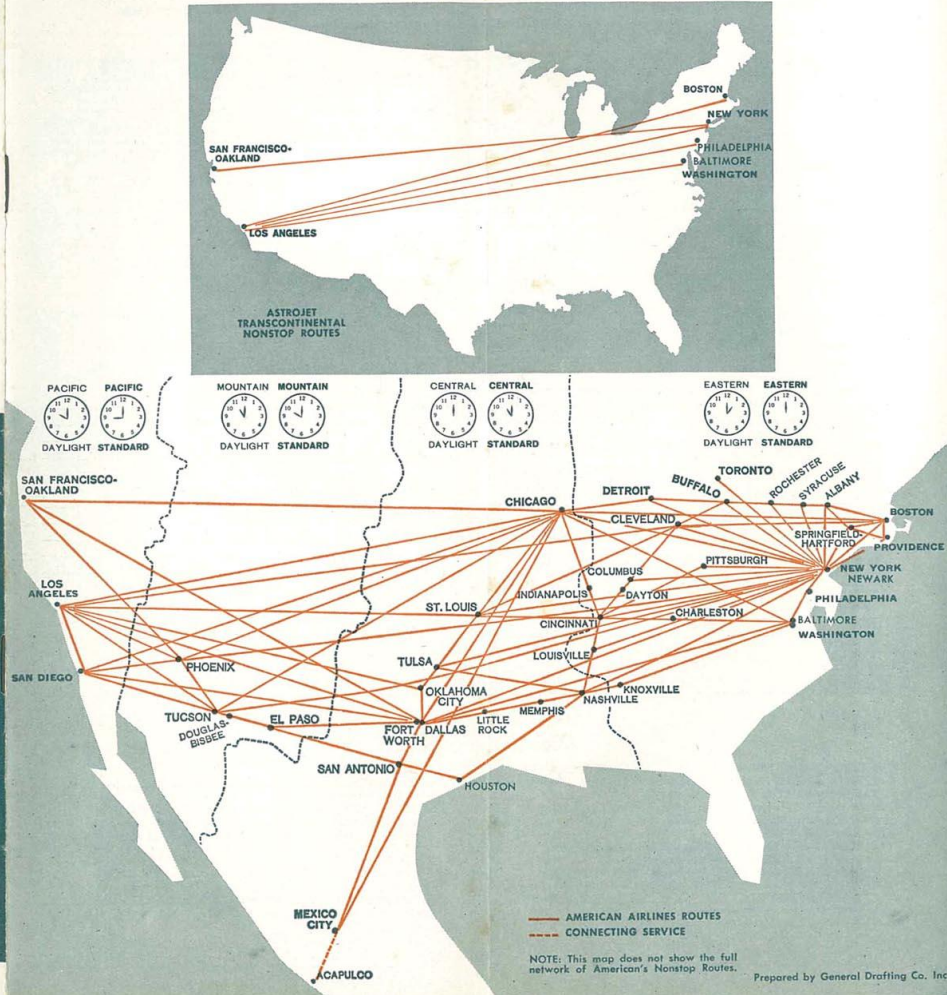 BOSTON
NEW YORK
SAN FRANCISCO-
OAKLAND
PHILADELPHIA
BALTIMORE
WASHINGTON
LOS ANGELES
ASTROJET
TRANSCONTINENTAL
NONSTOP ROUTES
PACIFIC PACIFIC
DAYLIGHT STANDARD
MOUNTAIN MOUNTAIN
DAYLIGHT STANDARD
CENTRAL CENTRAL
DAYLIGHT STANDARD
EASTERN EASTERN
DAYLIGHT STANDARD
SAN FRANCISCO-
OAKLAND
CHICAGO
DETROIT
CLEVELAND
BUFFALO
TORONTO
ROCHESTER
SYRACUSE
ALBANY
BOSTON
SPRINGFIELD-
HARTFORD
PROVIDENCE
NEW YORK
NEWARK
PHILADELPHIA
BALTIMORE
WASHINGTON
PITTSBURGH
COLUMBUS
DAYTON
INDIANAPOLIS
CINCINNATI
CHARLESTON
LOUISVILLE
LOS
ANGELES
ST. LOUIS
SAN DIEGO
PHOENIX
TULSA
OKLAHOMA
CITY
TUCSON
DOUGLAS-
BISBEE
EL PASO
FORT
WORTH
DALLAS
LITTLE
ROCK
MEMPHIS
NASHVILLE
KNOXVILLE
SAN ANTONIO
HOUSTON
MEXICO
CITY
ACAPULCO
AMERICAN AIRLINES ROUTES
CONNECTING SERVICE
NOTE: This map does not show the full
network of American's Nonstop Routes.
Prepared by General Drafting Co. Inc